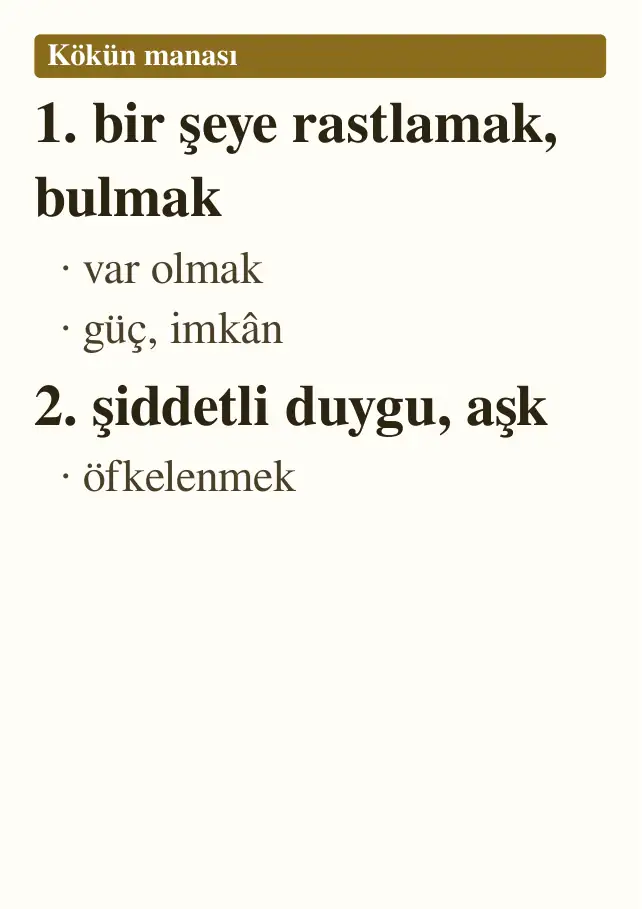 Kökün manası
1. bir şeye rastlamak,
bulmak
· var olmak
· güç, imkân
2. şiddetli duygu, aşk
· öfkelenmek